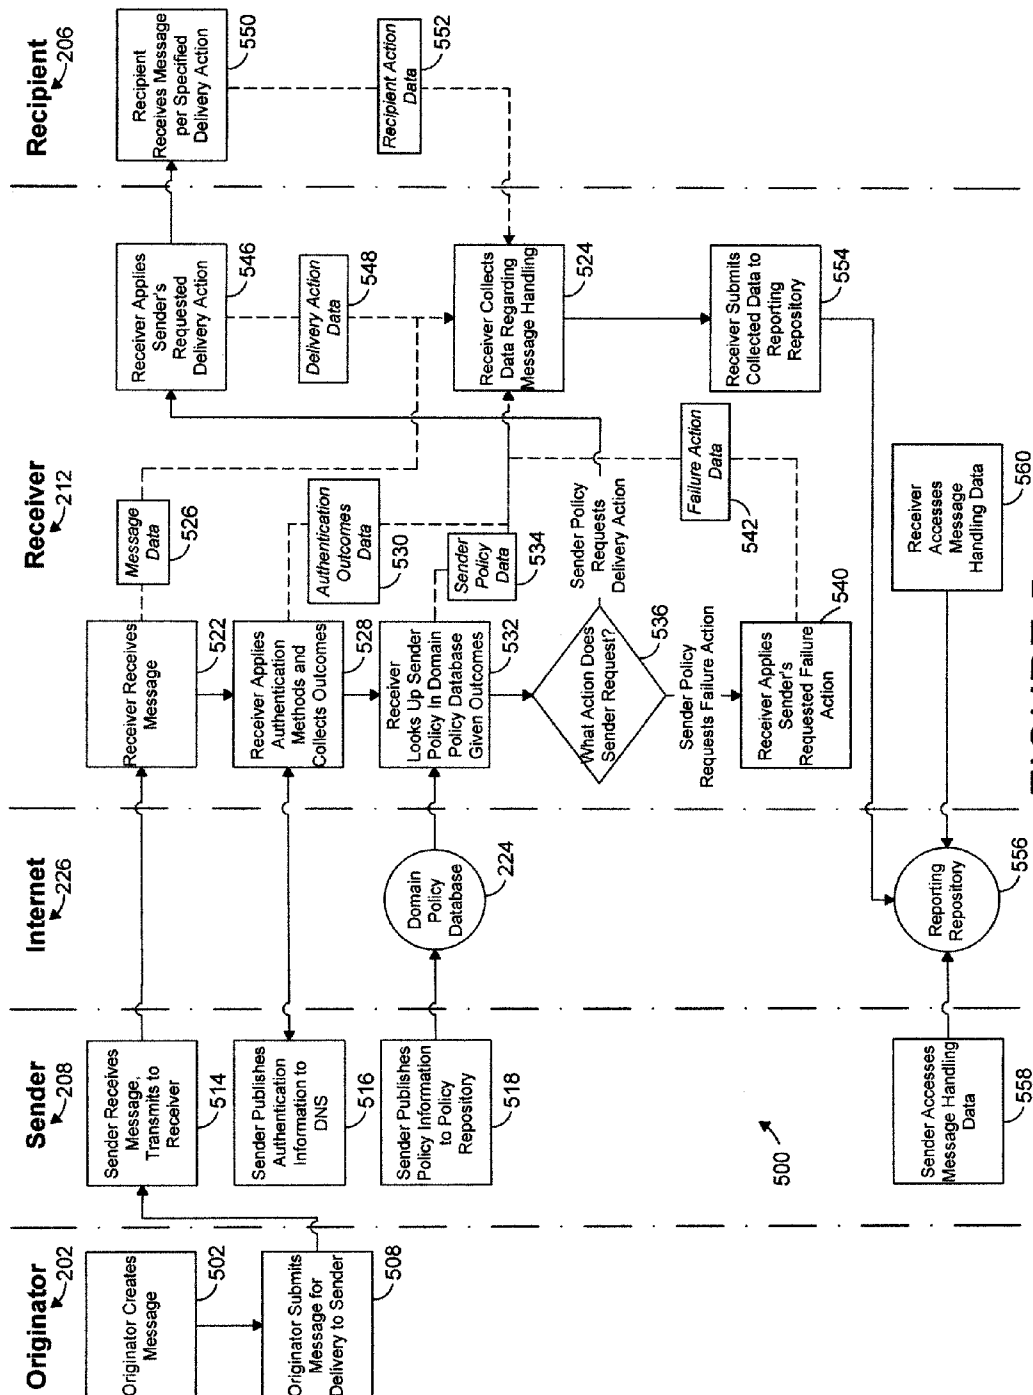 Originator
202
Originator Creates
Message
502
Originator Submits
Message for
Delivery to Sender
508
Sender
208
Sender Receives
Message,
Transmits to
Receiver
514
Sender Publishes
Authentication
Information to
DNS
516
Sender Publishes
Policy Information
to Policy
Repository
518
500
Sender Accesses
Message Handling
Data
558
Internet
226
Domain
Policy
Database
224
Reporting
Repository
556
Receiver
212
Receiver Receives
Message
522
Message
Data
526
Receiver Applies
Authentication
Methods and
Collects Outcomes
528
Authentication
Outcomes
Data
530
Receiver
Looks Up Sender
Policy In Domain
Policy Database
Given Outcomes
532
Sender
Policy
Data
534
What Action Does
Sender Request?
536
Sender Policy
Requests
Delivery Action
Sender Policy
Requests Failure Action
Receiver Applies
Sender's
Requested Failure
Action
540
Failure Action
Data
542
Receiver Applies
Sender's
Requested
Delivery Action
546
Delivery Action
Data
548
Receiver Collects
Data Regarding
Message Handling
524
Receiver Submits
Collected Data to
Reporting
Repository
554
Receiver
Accesses
Message
Handling Data
560
Recipient
206
Recipient
Receives Message
per Specified
Delivery Action
550
Recipient Action
Data
552